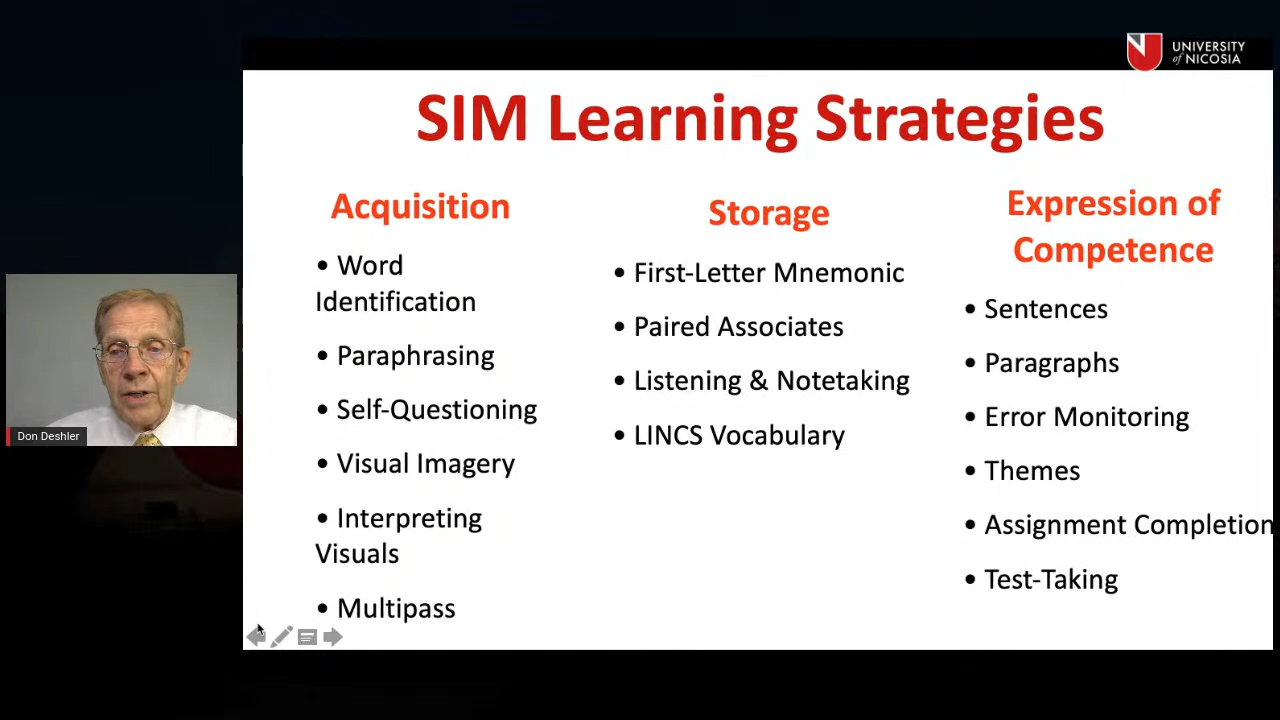 UNIVERSITY
of NICOSIA
SIM Learning Strategies
Acquisition
• Word
Identification
• Paraphrasing
• Self-Questioning
• Visual Imagery
• Interpreting
Visuals
• Multipass
Storage
• First-Letter Mnemonic
• Paired Associates
• Listening & Notetaking
• LINCS Vocabulary
Expression of
Competence
• Sentences
• Paragraphs
• Error Monitoring
• Themes
• Assignment Completion
• Test-Taking
Don Deshler